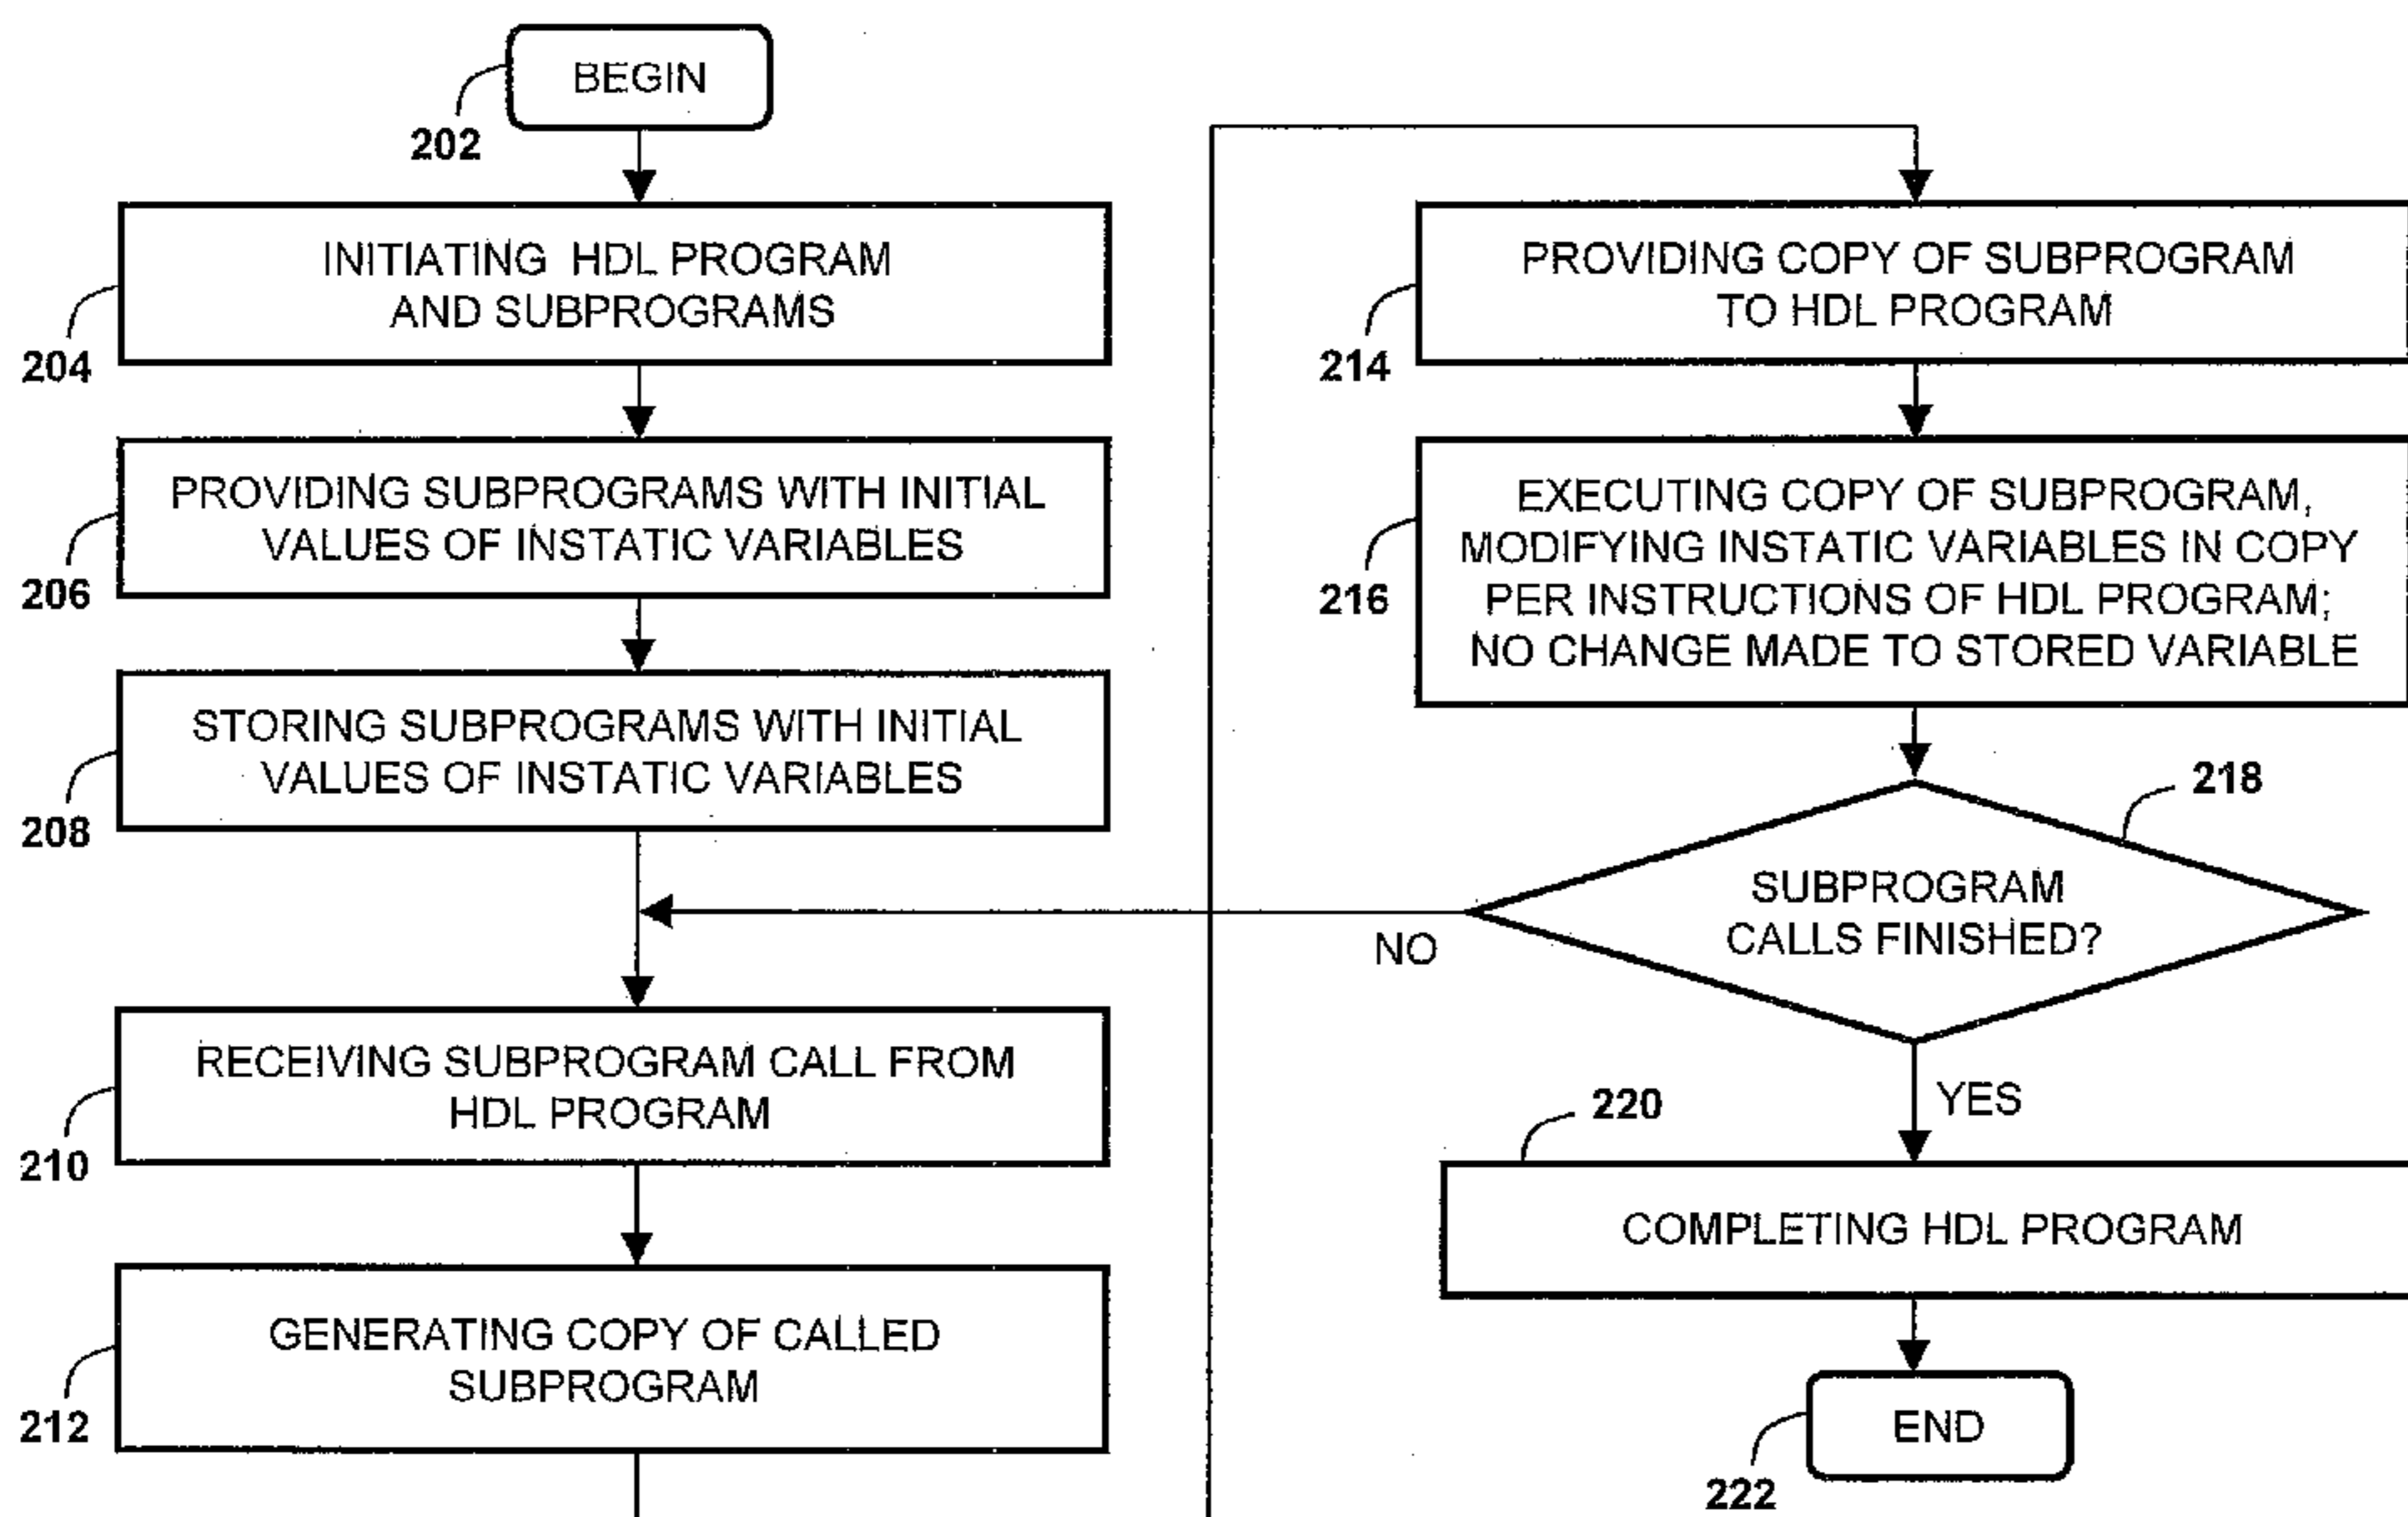 BEGIN
202
INITIATING HDL PROGRAM
AND SUBPROGRAMS
204
PROVIDING SUBPROGRAMS WITH INITIAL
VALUES OF INSTATIC VARIABLES
206
STORING SUBPROGRAMS WITH INITIAL
VALUES OF INSTATIC VARIABLES
208
RECEIVING SUBPROGRAM CALL FROM
HDL PROGRAM
210
GENERATING COPY OF CALLED
SUBPROGRAM
212
PROVIDING COPY OF SUBPROGRAM
TO HDL PROGRAM
214
EXECUTING COPY OF SUBPROGRAM,
MODIFYING INSTATIC VARIABLES IN COPY
PER INSTRUCTIONS OF HDL PROGRAM;
NO CHANGE MADE TO STORED VARIABLE
216
218
SUBPROGRAM
CALLS FINISHED?
NO
YES
220
COMPLETING HDL PROGRAM
END
222